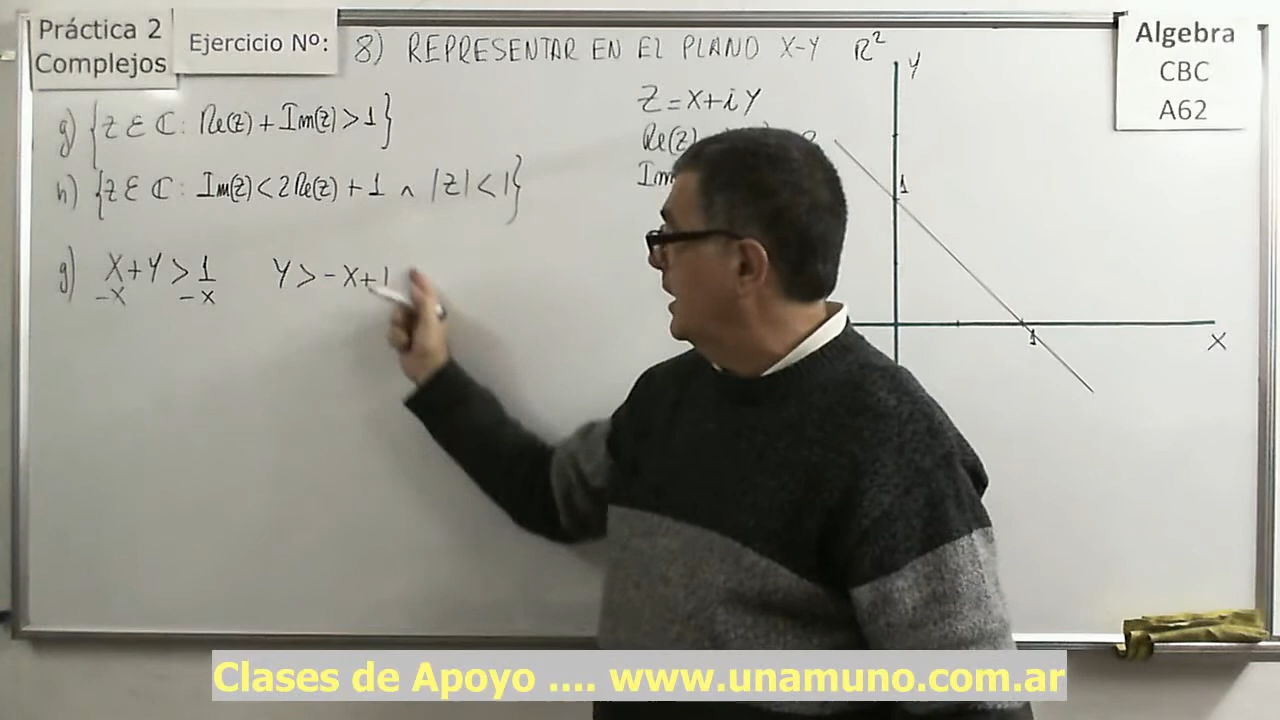 Práctica 2
Complejos
Ejercicio Nº:
8) REPRESENTAR EN EL PLANO X-Y R²
Algebra
CBC
A62
g) {Z ∈ ℂ: Re(z) + Im(z) > 1}
h) {Z ∈ ℂ: Im(z) < 2Re(z) + 1 ∧ |Z| < 1}
g) X+Y > 1 Y > -X+1
-X -X
Z = X+iY
Re(z)
Im
Y
1
1
X
Clases de Apoyo .... www.unamuno.com.ar